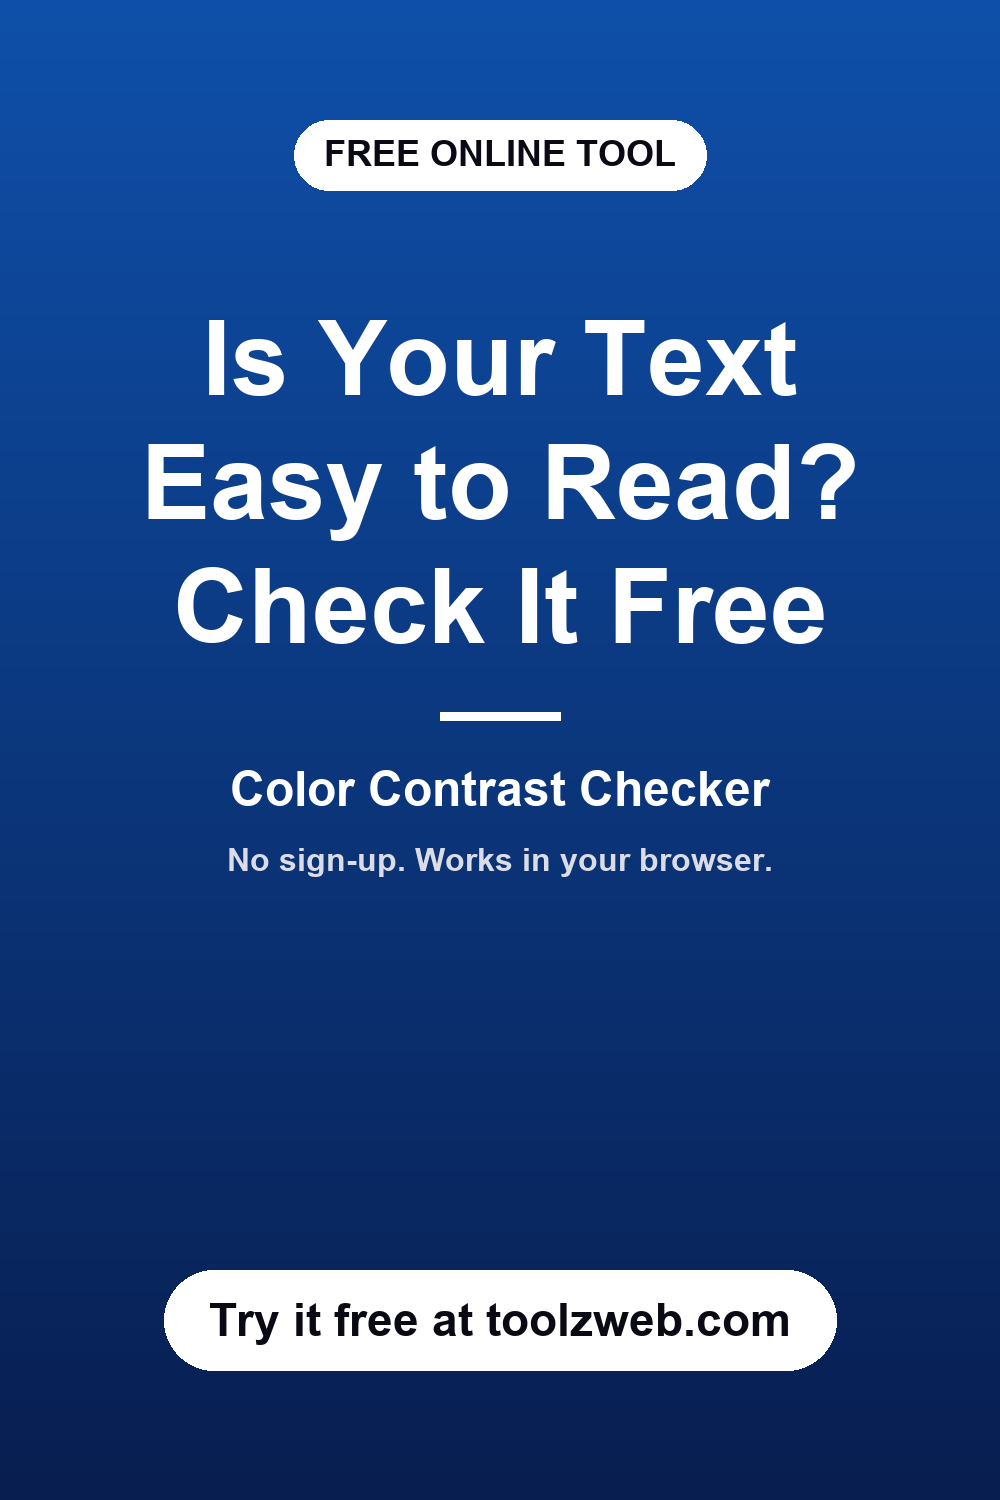 FREE ONLINE TOOL
Is Your Text
Easy to Read?
Check It Free
Color Contrast Checker
No sign-up. Works in your browser.
Try it free at toolzweb.com